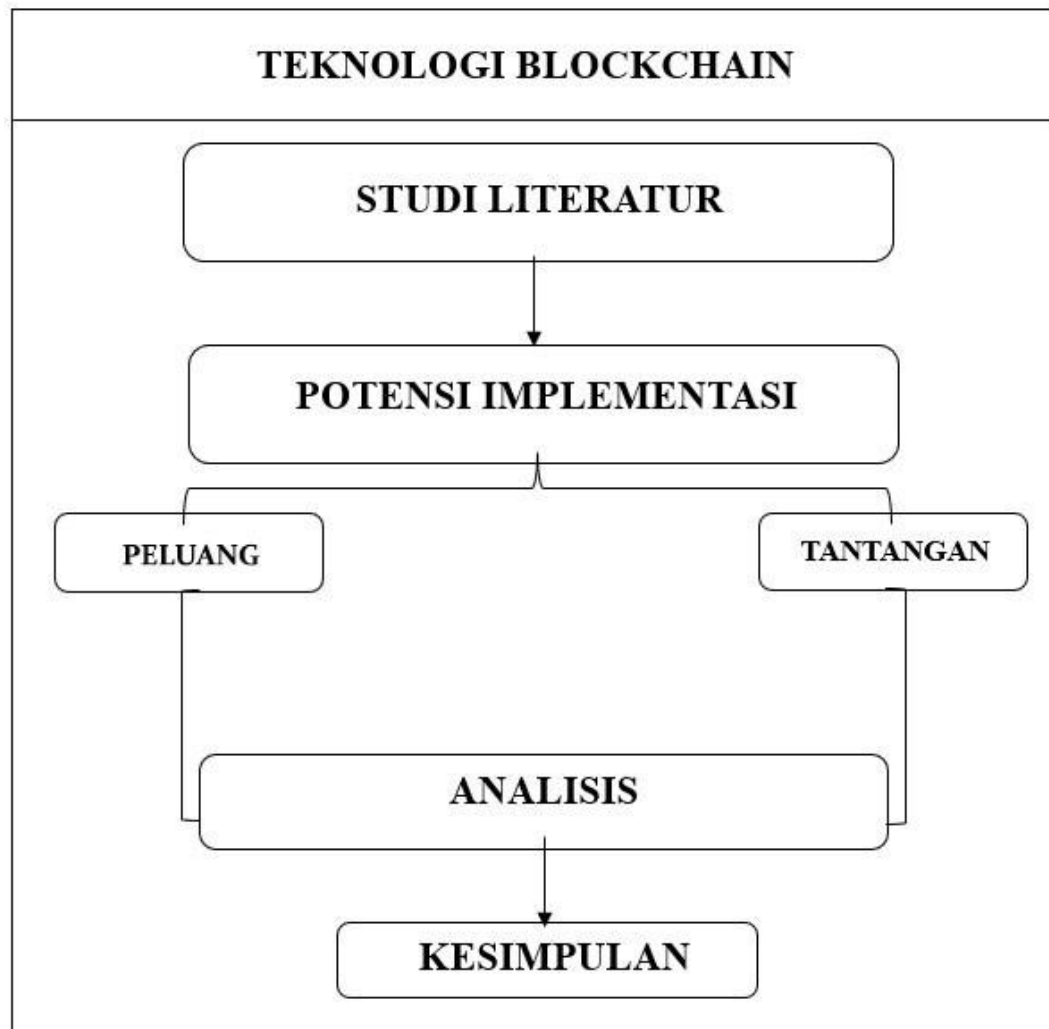 TEKNOLOGI BLOCKCHAIN
STUDI LITERATUR
POTENSI IMPLEMENTASI
PELUANG
TANTANGAN
ANALISIS
KESIMPULAN